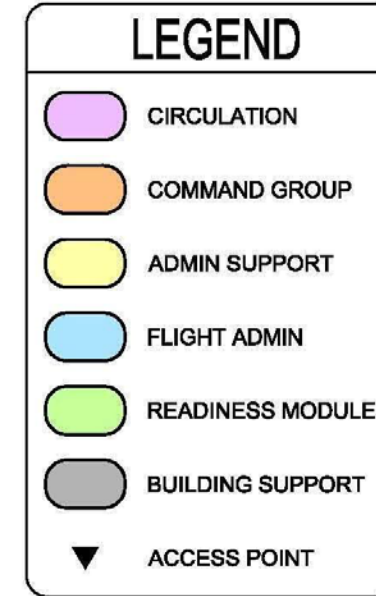 LEGEND
CIRCULATION
COMMAND GROUP
ADMIN SUPPORT
FLIGHT ADMIN
READINESS MODULE
BUILDING SUPPORT
ACCESS POINT